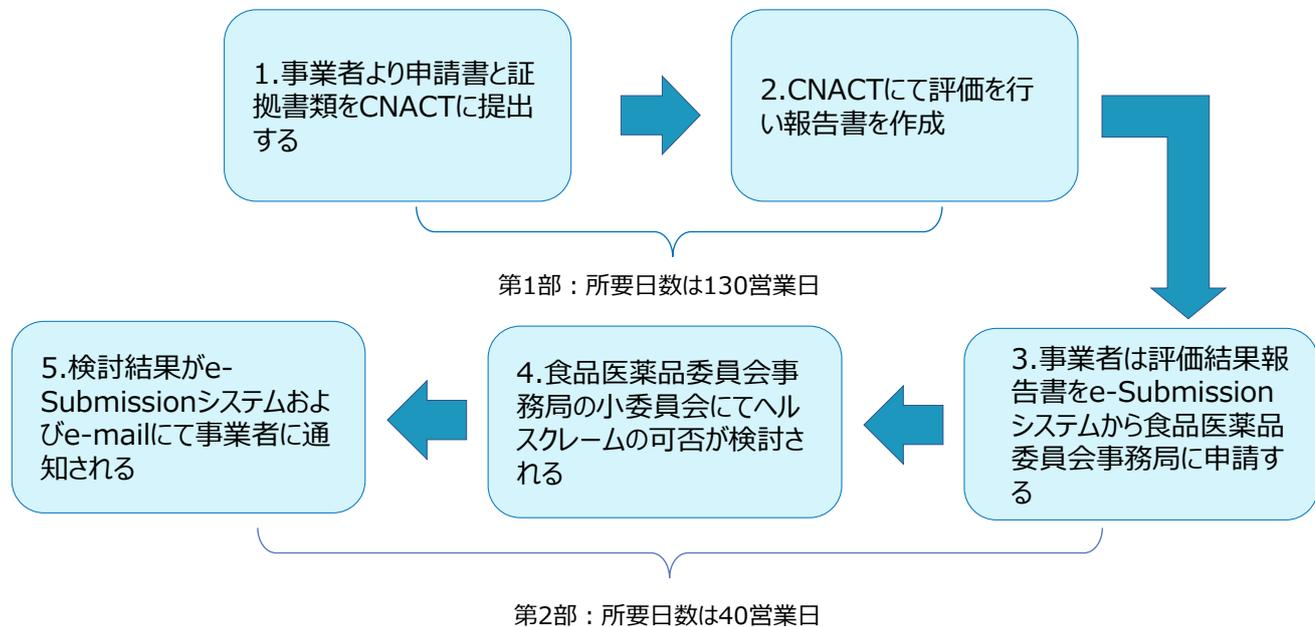 1.事業者より申請書と証
拠書類をCNACTに提出
する
2.CNACTにて評価を行
い報告書を作成
第1部：所要日数は130営業日
3.事業者は評価結果報
告書をe-Submission
システムから食品医薬品
委員会事務局に申請す
る
4.食品医薬品委員会事
務局の小委員会にてヘル
スクレームの可否が検討さ
れる
5.検討結果がe-
Submissionシステムおよ
びe-mailにて事業者に通
知される
第2部：所要日数は40営業日